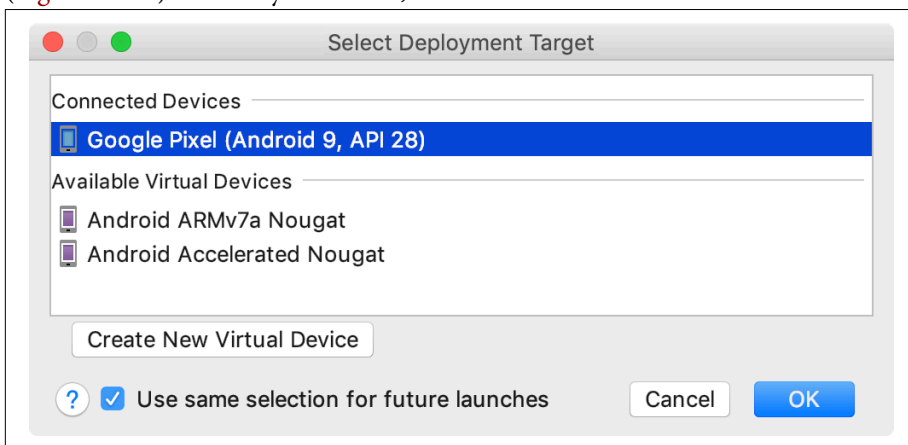 Select Deployment Target
Connected Devices
Google Pixel (Android 9, API 28)
Available Virtual Devices
Android ARMv7a Nougat
Android Accelerated Nougat
Create New Virtual Device
? Use same selection for future launches Cancel OK